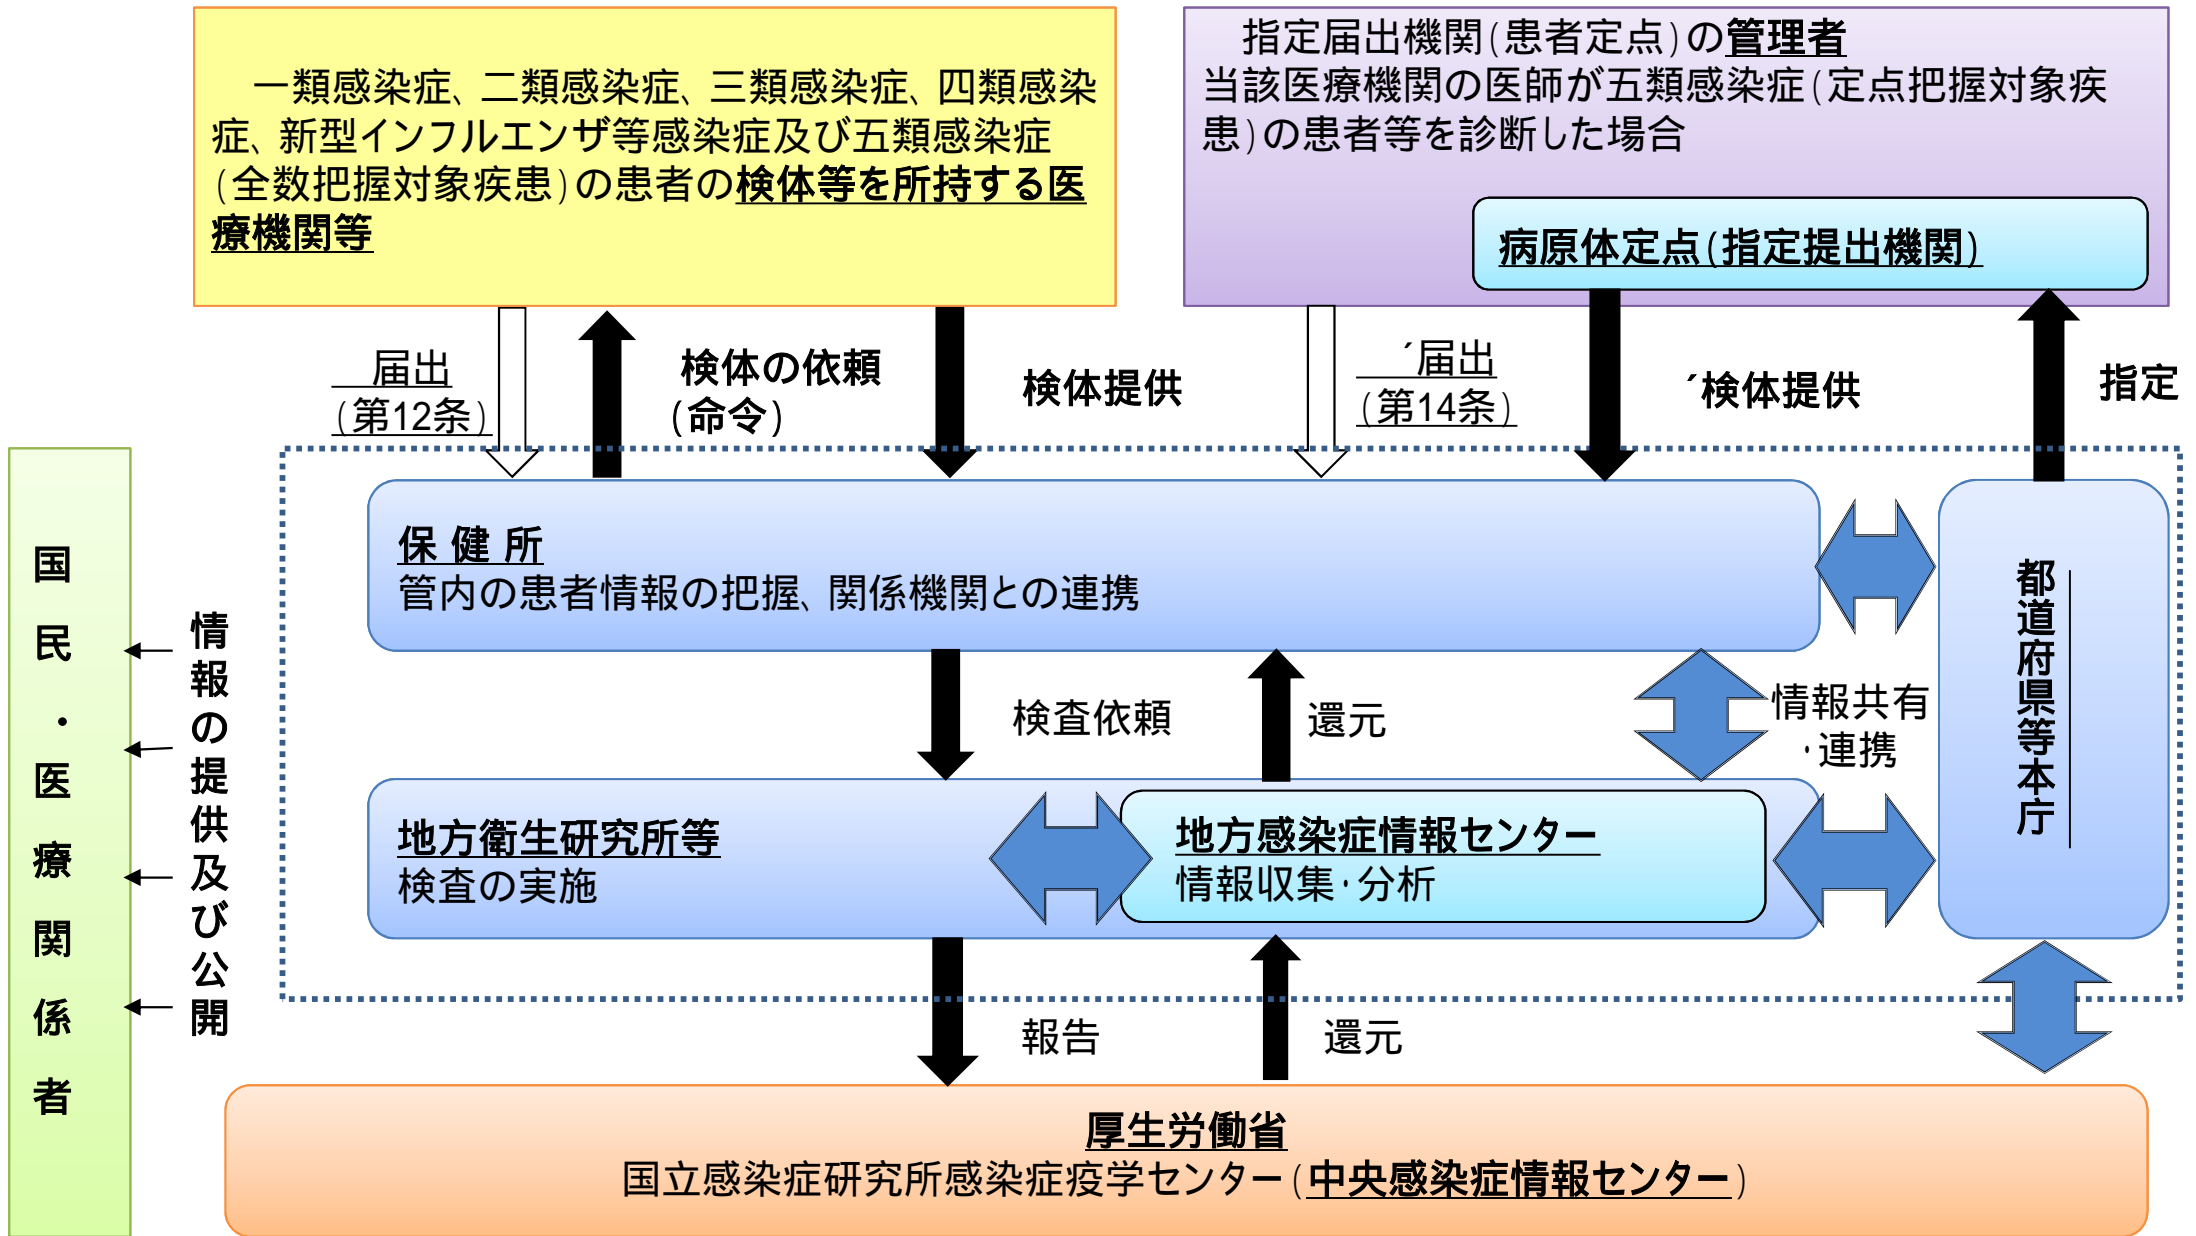 一類感染症、二類感染症、三類感染症、四類感染
症、新型インフルエンザ等感染症及び五類感染症
(全数把握対象疾患)の患者の検体等を所持する医
療機関等
指定届出機関(患者定点)の管理者
当該医療機関の医師が五類感染症(定点把握対象疾
患)の患者等を診断した場合
病原体定点(指定提出機関)
届出
(第12条)
検体の依頼
(命令)
検体提供
´届出
(第14条)
´検体提供
指定
保 健 所
管内の患者情報の把握、関係機関との連携
都道府県等本庁
検査依頼
還元
情報共有
・連携
地方衛生研究所等
検査の実施
地方感染症情報センター
情報収集・分析
国民・医療関係者
情報の提供及び公開
報告
還元
厚生労働省
国立感染症研究所感染症疫学センター(中央感染症情報センター)